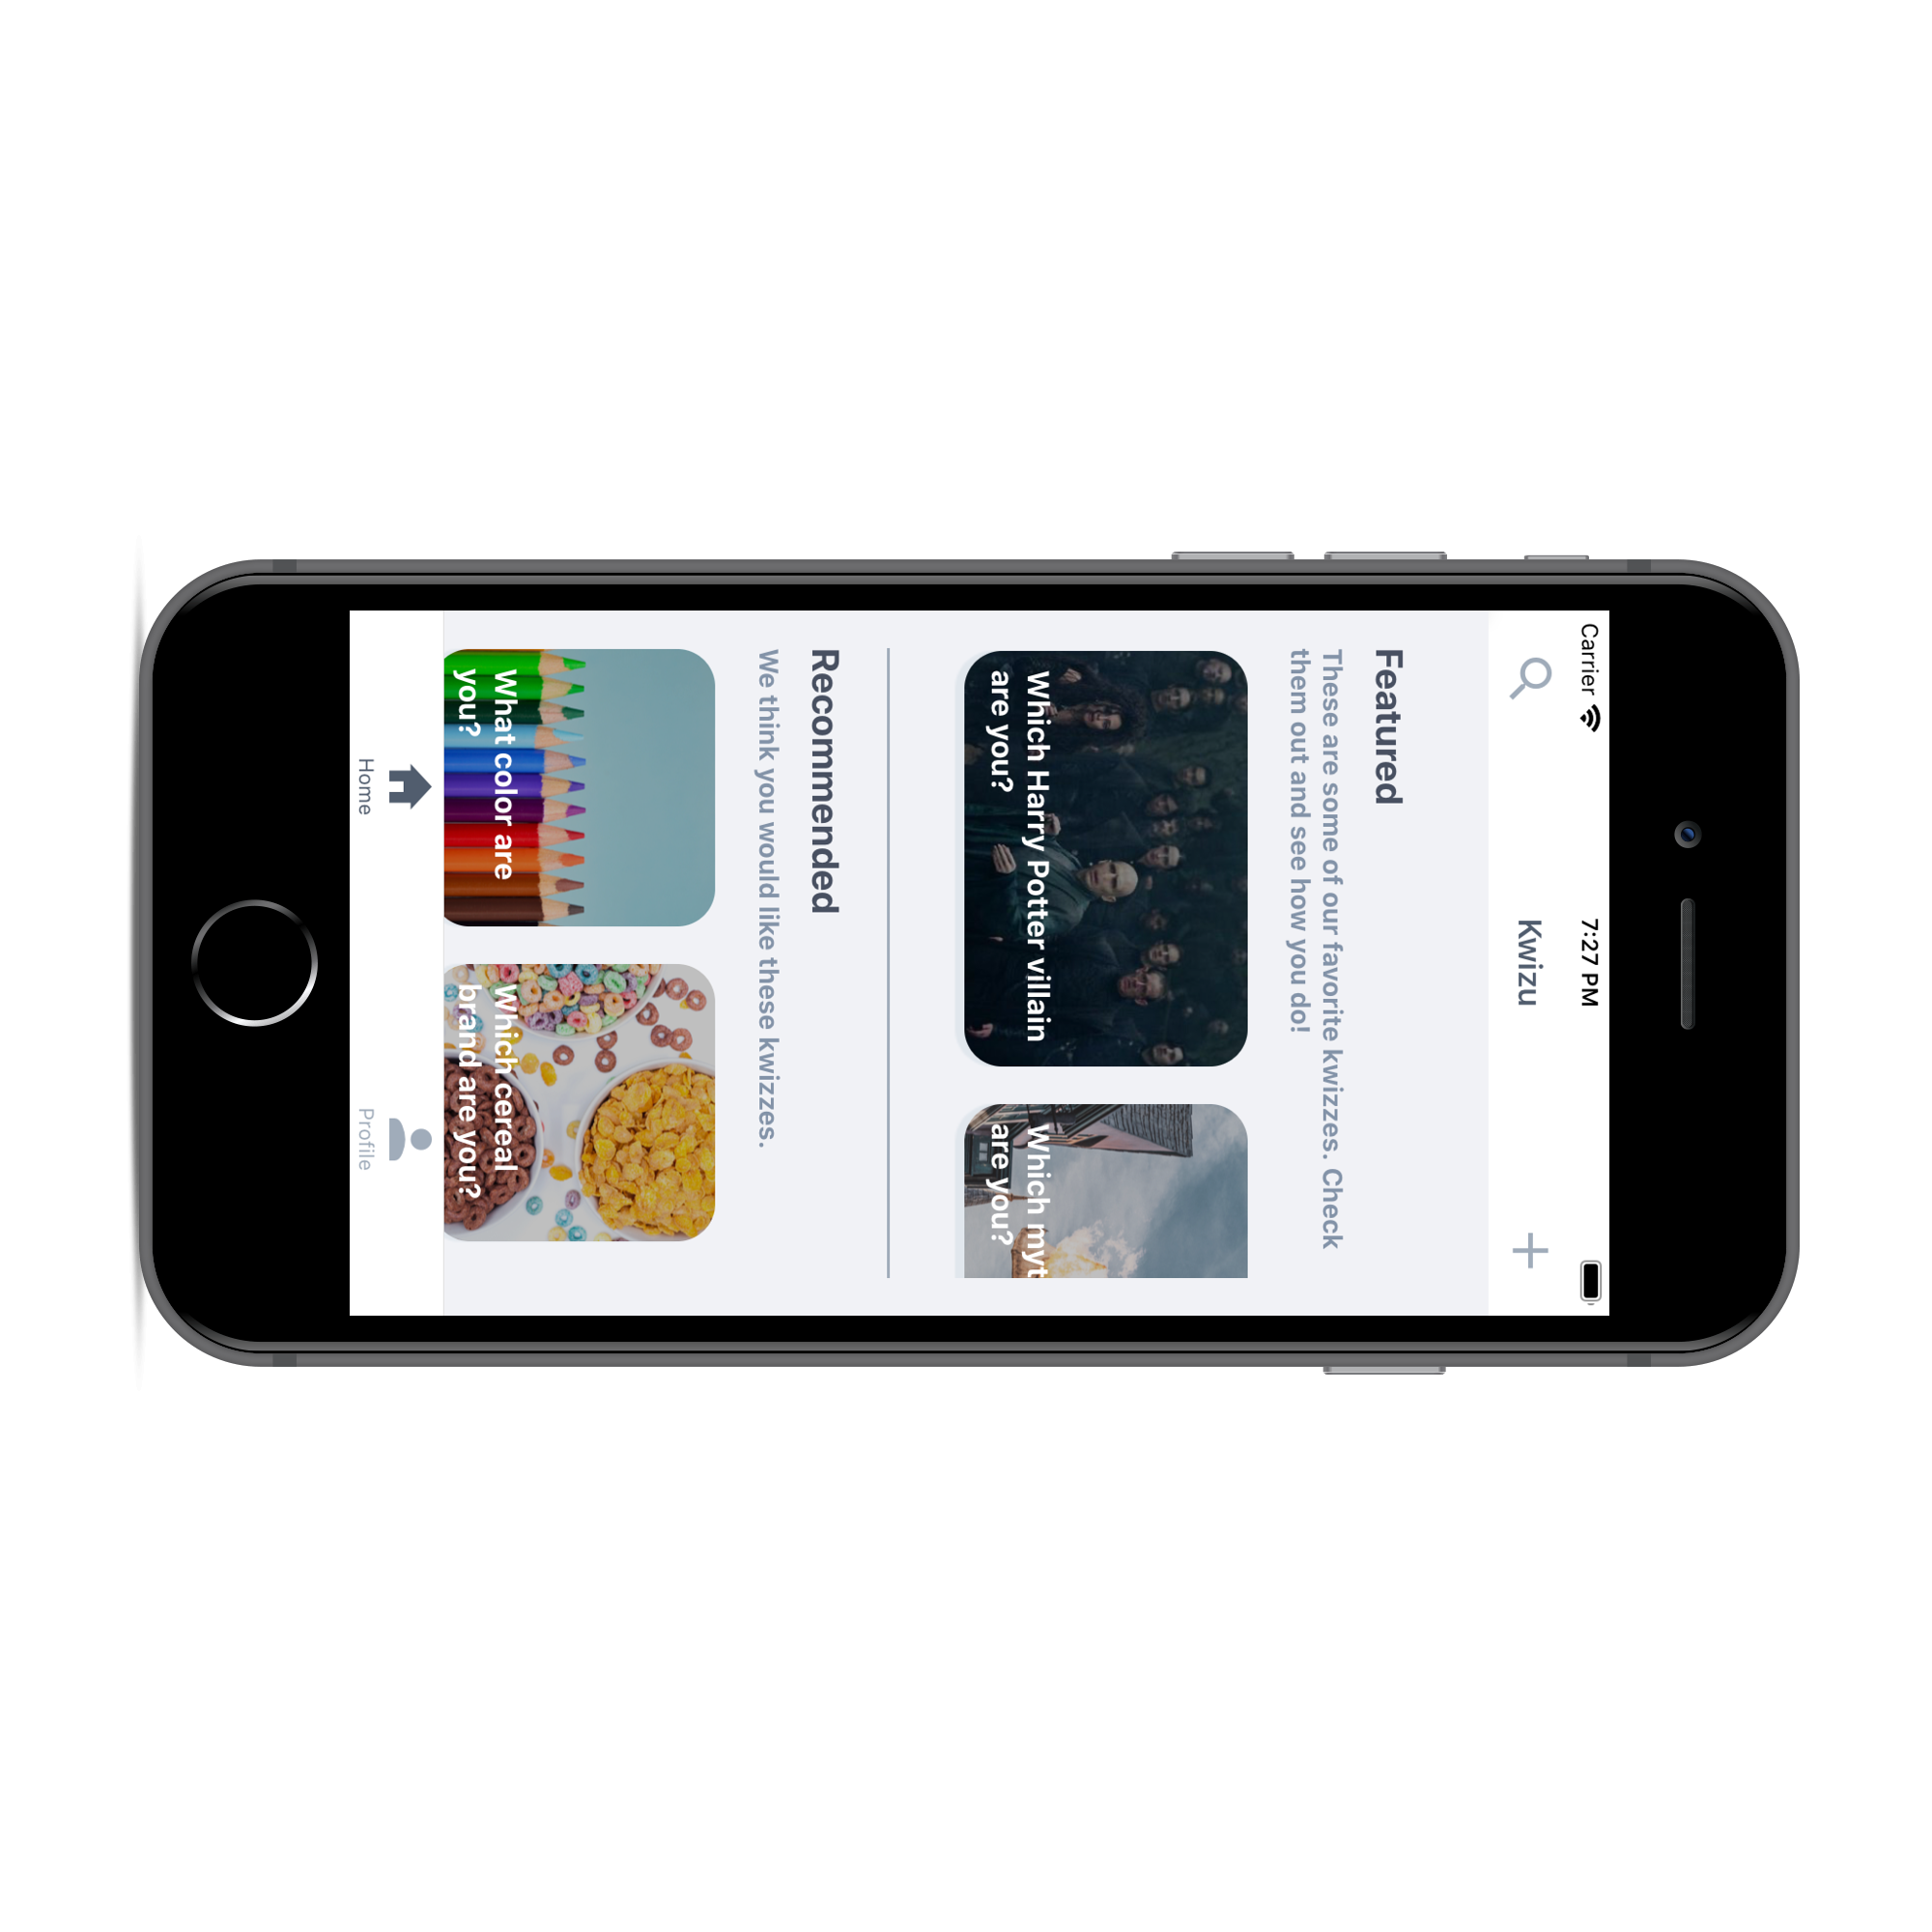 Carrier 7:27 PM
Kwizu
Featured
These are some of our favorite kwizzes. Check
them out and see how you do!
Which Harry Potter villain
are you?
Which myt
are you?
Recommended
We think you would like these kwizzes.
What color are
you?
Which cereal
brand are you?
Home
Profile